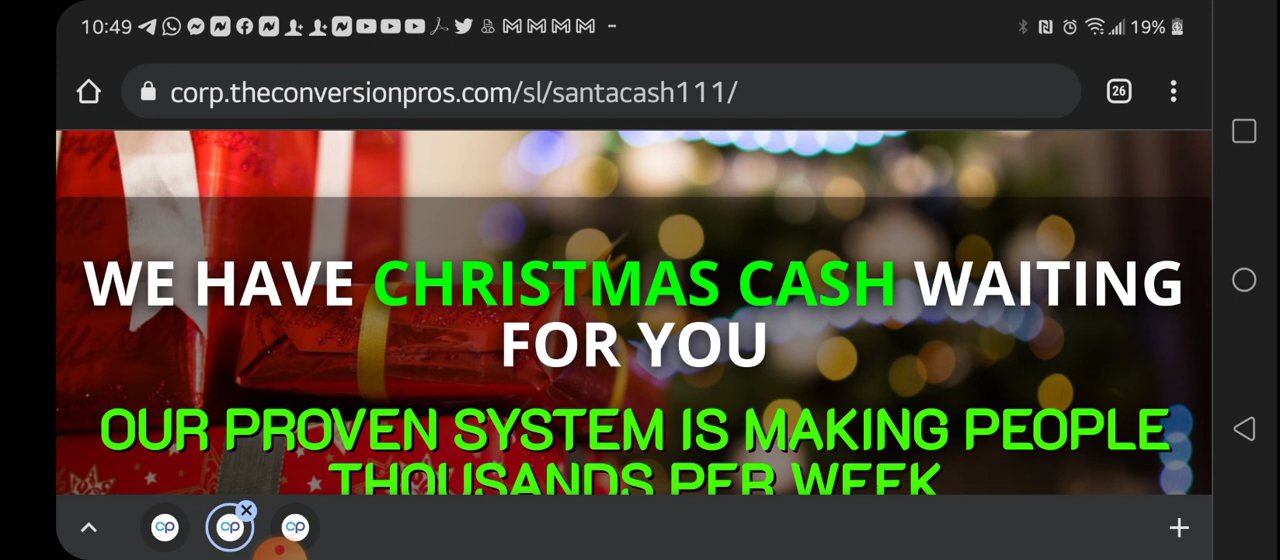 10:49
19%
corp.theconversionpros.com/sl/santacash111/
26
WE HAVE CHRISTMAS CASH WAITING
FOR YOU
OUR PROVEN SYSTEM IS MAKING PEOPLE
THOUSANDS PER WEEK
cp
cp
cp